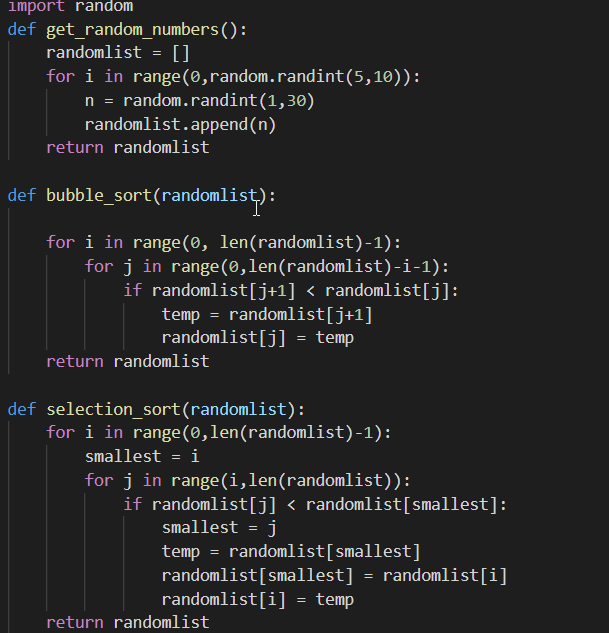 import random
def get_random_numbers():
    randomlist = []
    for i in range(0,random.randint(5,10)):
        n = random.randint(1,30)
        randomlist.append(n)
    return randomlist

def bubble_sort(randomlist):

    for i in range(0, len(randomlist)-1):
        for j in range(0,len(randomlist)-i-1):
            if randomlist[j+1] < randomlist[j]:
                temp = randomlist[j+1]
                randomlist[j] = temp
    return randomlist

def selection_sort(randomlist):
    for i in range(0,len(randomlist)-1):
        smallest = i
        for j in range(i,len(randomlist)):
            if randomlist[j] < randomlist[smallest]:
                smallest = j
                temp = randomlist[smallest]
                randomlist[smallest] = randomlist[i]
                randomlist[i] = temp
    return randomlist